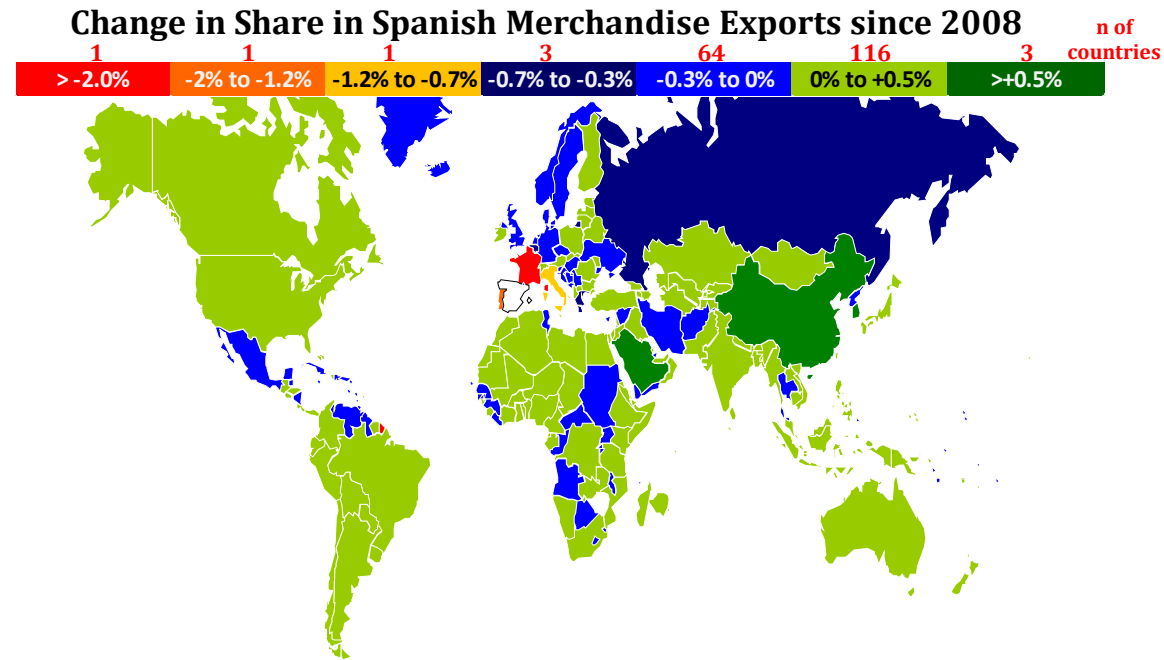 Change in Share in Spanish Merchandise Exports since 2008
n of
countries
1 1 1 3 64 116 3
> -2.0% -2% to -1.2% -1.2% to -0.7% -0.7% to -0.3% -0.3% to 0% 0% to +0.5% >+0.5%